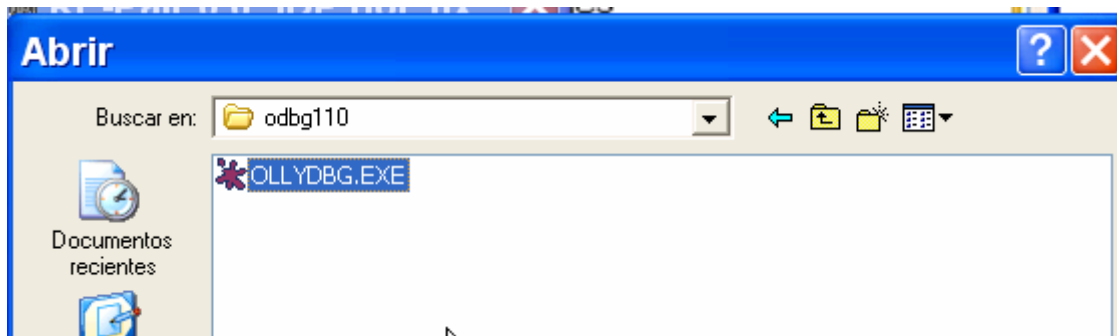 Abrir
Buscar en: odbg110
OLLYDBG.EXE
Documentos
recientes